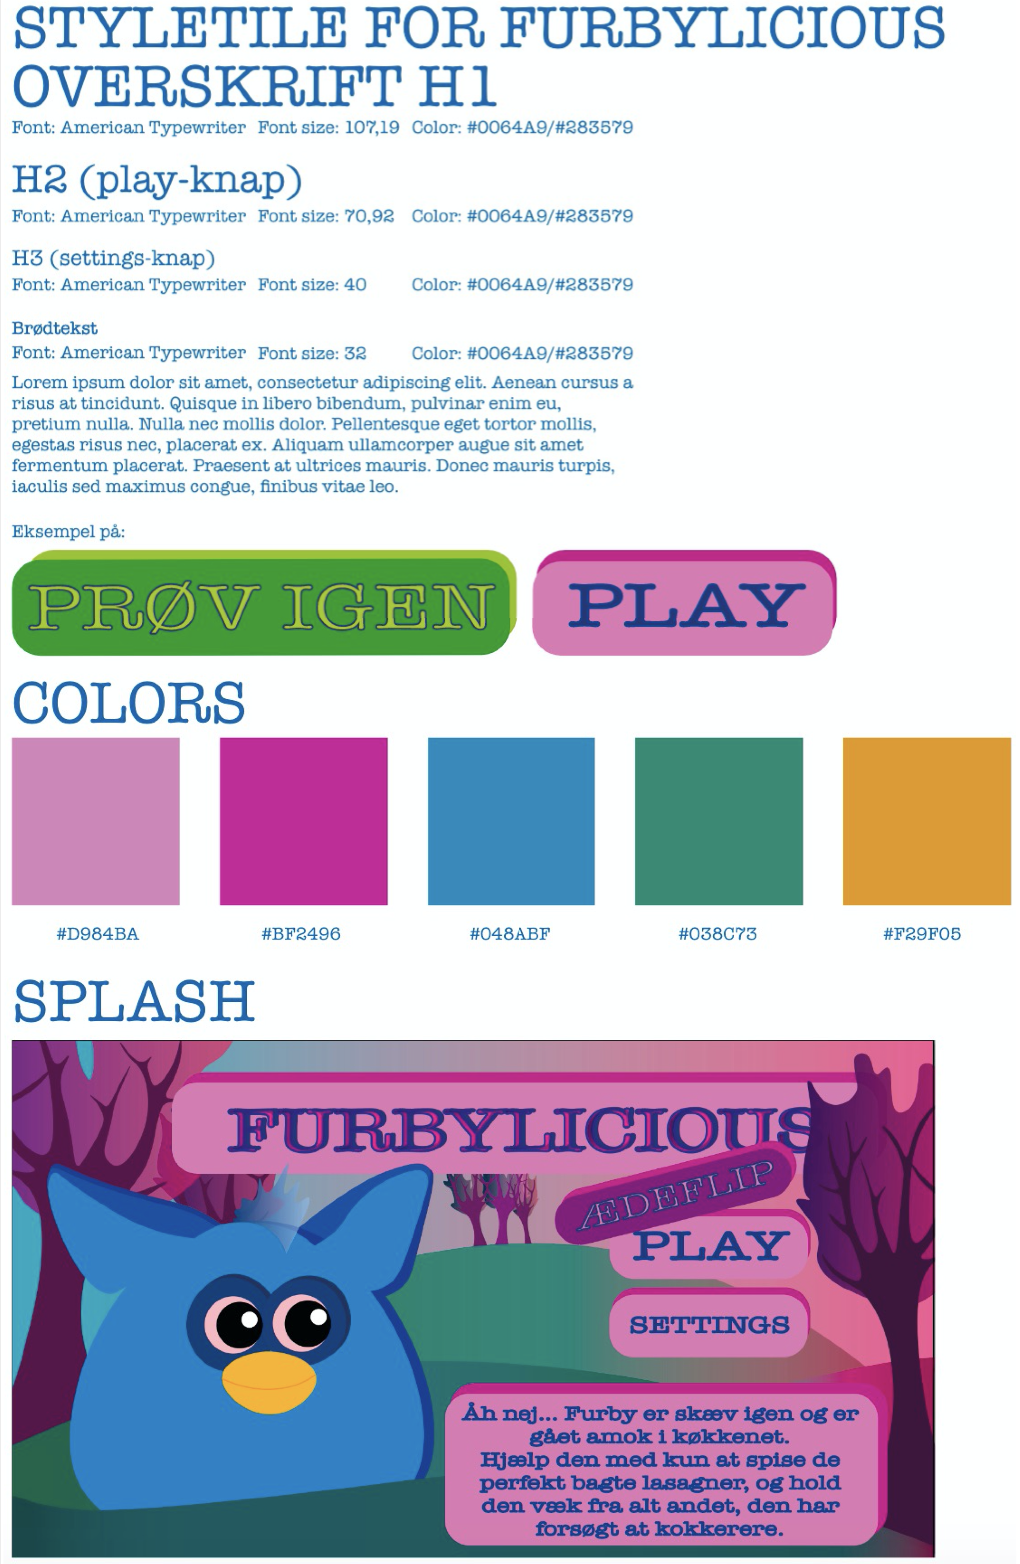 STYLETILE FOR FURBYLICIOUS
OVERSKRIFT H1
Font: American Typewriter Font size: 107,19 Color: #0064A9/#283579
H2 (play-knap)
Font: American Typewriter Font size: 70,92 Color: #0064A9/#283579
H3 (settings-knap)
Font: American Typewriter Font size: 40 Color: #0064A9/#283579
Brødtekst
Font: American Typewriter Font size: 32 Color: #0064A9/#283579
Lorem ipsum dolor sit amet, consectetur adipiscing elit. Aenean cursus a
risus at tincidunt. Quisque in libero bibendum, pulvinar enim eu,
pretium nulla. Nulla nec mollis dolor. Pellentesque eget tortor mollis,
egestas risus nec, placerat ex. Aliquam ullamcorper augue sit amet
fermentum placerat. Praesent at ultrices mauris. Donec mauris turpis,
iaculis sed maximus congue, finibus vitae leo.
Eksempel på:
PRØV IGEN PLAY
COLORS
#D984BA #BF2496 #048ABF #038C73 #F29F05
SPLASH
FURBYLICIOUS
ÆDEFLIP
PLAY
SETTINGS
Åh nej... Furby er skæv igen og er
gået amok i køkkenet.
Hjælp den med kun at spise de
perfekt bagte lasagner, og hold
den væk fra alt andet, den har
forsøgt at kokkerere.